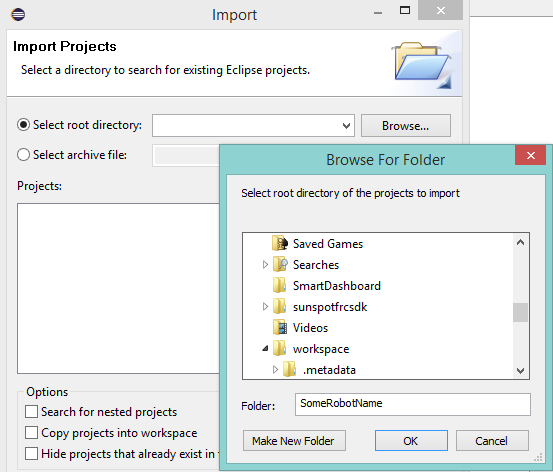 Import
Import Projects
Select a directory to search for existing Eclipse projects.
Select root directory:
Browse...
Select archive file:
Projects:
Options
Search for nested projects
Copy projects into workspace
Hide projects that already exist in
Browse For Folder
Select root directory of the projects to import
Saved Games
Searches
SmartDashboard
sunspotfrcsdk
Videos
workspace
.metadata
Folder: SomeRobotName
Make New Folder OK Cancel